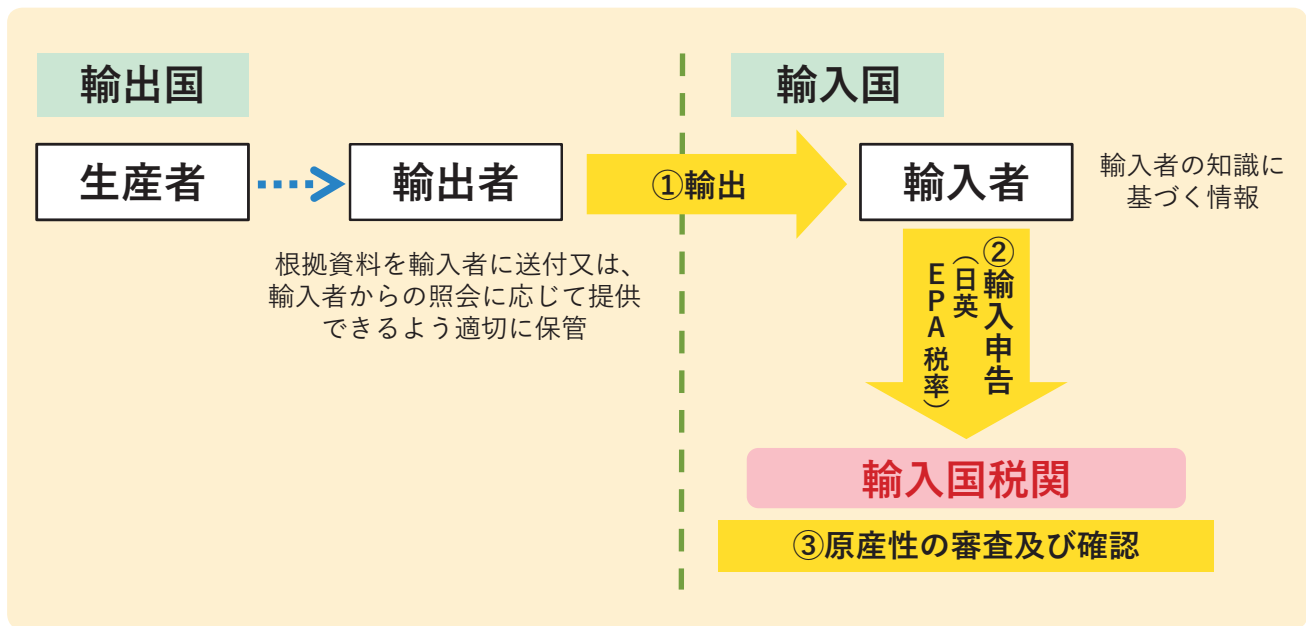 輸出国
輸入国
生産者
輸出者
①輸出
輸入者
輸入者の知識に
基づく情報
根拠資料を輸入者に送付又は、
輸入者からの照会に応じて提供
できるよう適切に保管
②輸入申告
（日英
EPA税率）
輸入国税関
③原産性の審査及び確認